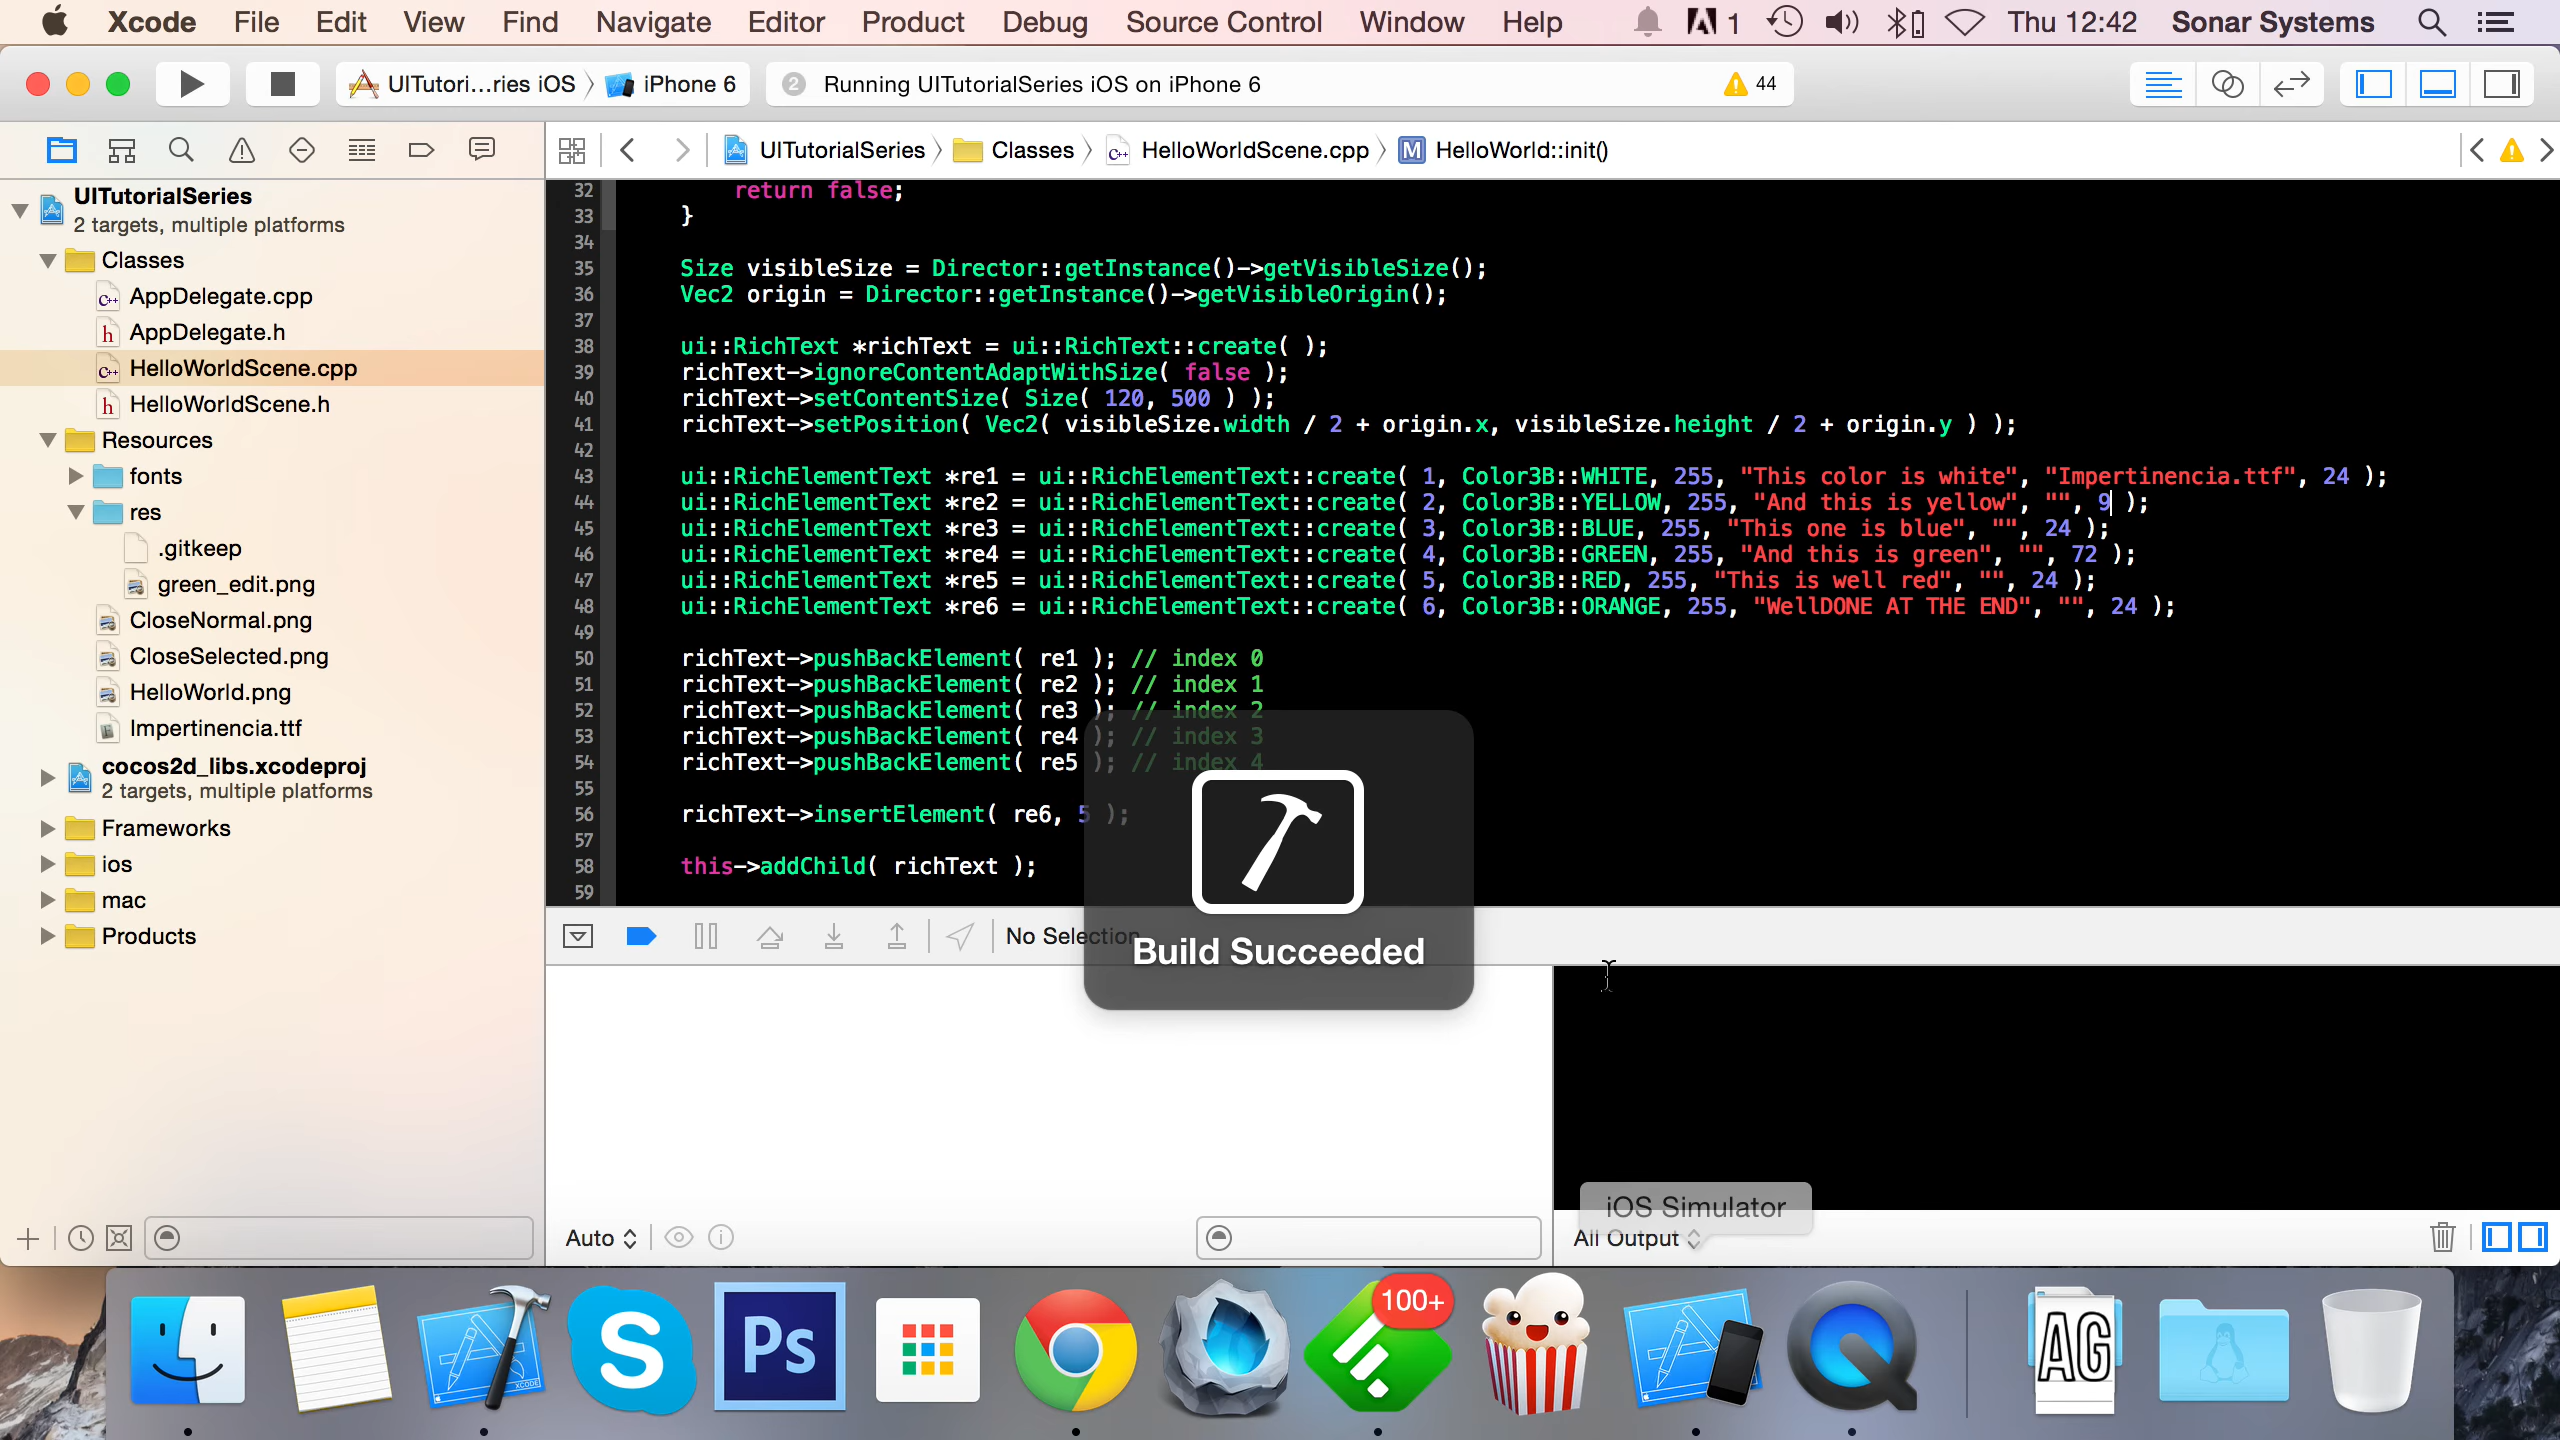 Xcode File Edit View Find Navigate Editor Product Debug Source Control Window Help 1 Thu 12:42 Sonar Systems
UITutori...ries iOS iPhone 6 2 Running UITutorialSeries iOS on iPhone 6 44
UITutorialSeries Classes HelloWorldScene.cpp M HelloWorld::init()
UITutorialSeries
2 targets, multiple platforms
Classes
AppDelegate.cpp
AppDelegate.h
HelloWorldScene.cpp
HelloWorldScene.h
Resources
fonts
res
.gitkeep
green_edit.png
CloseNormal.png
CloseSelected.png
HelloWorld.png
Impertinencia.ttf
cocos2d_libs.xcodeproj
2 targets, multiple platforms
Frameworks
ios
mac
Products
32 return false;
33 }
34
35 Size visibleSize = Director::getInstance()->getVisibleSize();
36 Vec2 origin = Director::getInstance()->getVisibleOrigin();
37
38 ui::RichText *richText = ui::RichText::create( );
39 richText->ignoreContentAdaptWithSize( false );
40 richText->setContentSize( Size( 120, 500 ) );
41 richText->setPosition( Vec2( visibleSize.width / 2 + origin.x, visibleSize.height / 2 + origin.y ) );
42
43 ui::RichElementText *re1 = ui::RichElementText::create( 1, Color3B::WHITE, 255, "This color is white", "Impertinencia.ttf", 24 );
44 ui::RichElementText *re2 = ui::RichElementText::create( 2, Color3B::YELLOW, 255, "And this is yellow", "", 9 );
45 ui::RichElementText *re3 = ui::RichElementText::create( 3, Color3B::BLUE, 255, "This one is blue", "", 24 );
46 ui::RichElementText *re4 = ui::RichElementText::create( 4, Color3B::GREEN, 255, "And this is green", "", 72 );
47 ui::RichElementText *re5 = ui::RichElementText::create( 5, Color3B::RED, 255, "This is well red", "", 24 );
48 ui::RichElementText *re6 = ui::RichElementText::create( 6, Color3B::ORANGE, 255, "WellDONE AT THE END", "", 24 );
49
50 richText->pushBackElement( re1 ); // index 0
51 richText->pushBackElement( re2 ); // index 1
52 richText->pushBackElement( re3 ); // index 2
53 richText->pushBackElement( re4 ); // index 3
54 richText->pushBackElement( re5 ); // index 4
55
56 richText->insertElement( re6, 5 );
57
58 this->addChild( richText );
59
No Selection
Build Succeeded
iOS Simulator
Auto All Output
100+
Ps
XCODE
AG